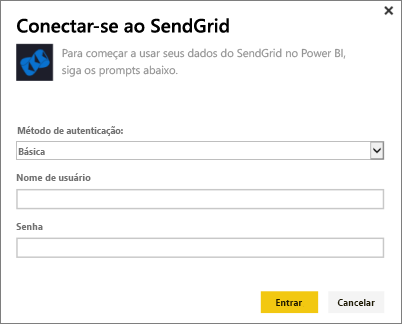 Conectar-se ao SendGrid
Para começar a usar seus dados do SendGrid no Power BI,
siga os prompts abaixo.
Método de autenticação:
Básica
Nome de usuário
Senha
Entrar
Cancelar